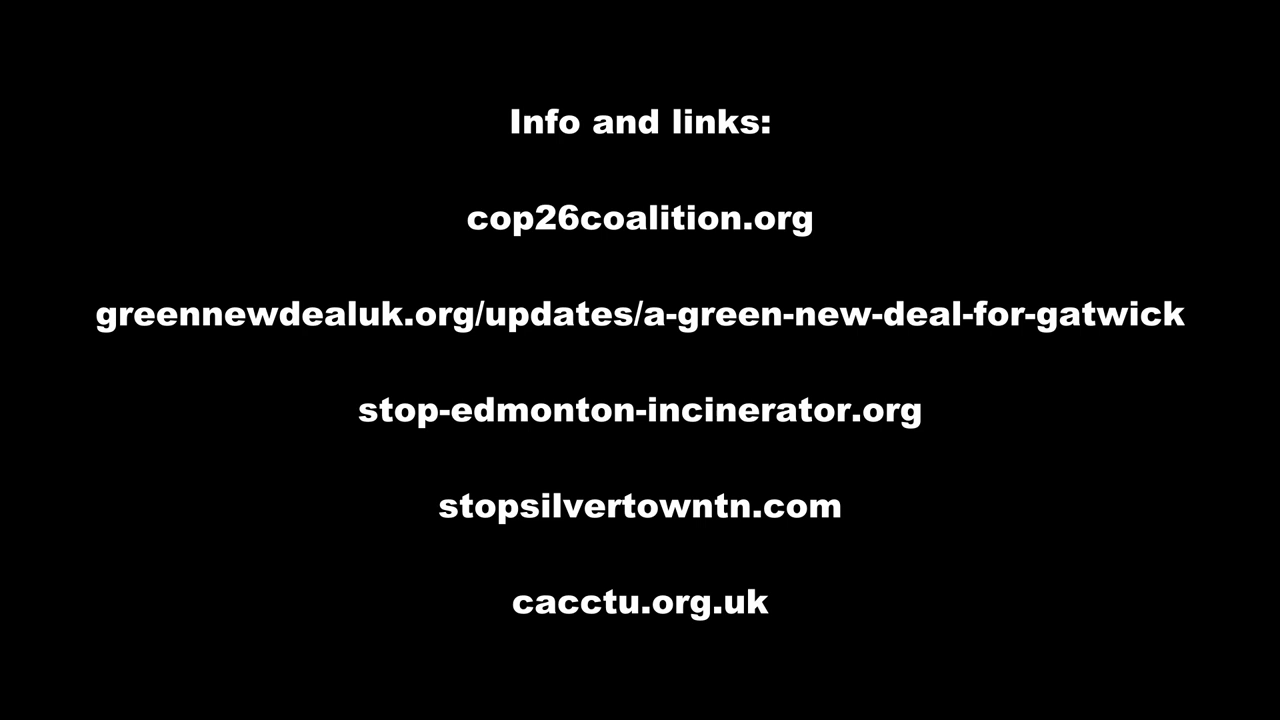 Info and links:
cop26coalition.org
greennewdealuk.org/updates/a-green-new-deal-for-gatwick
stop-edmonton-incinerator.org
stopsilvertowntn.com
cacctu.org.uk